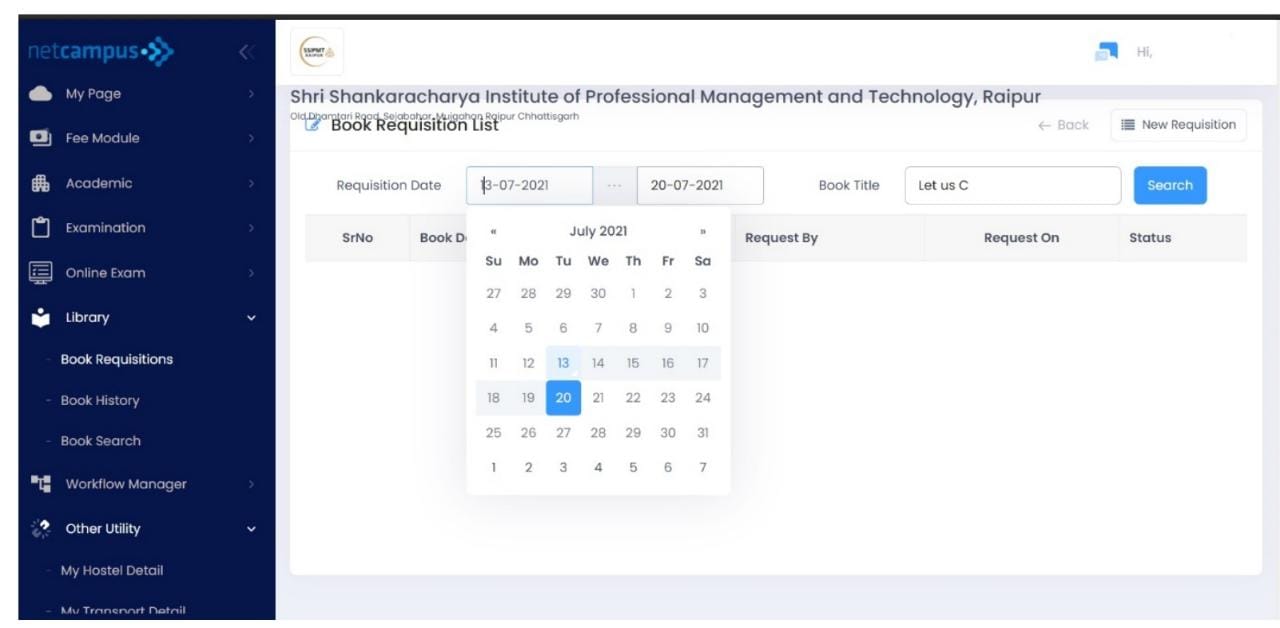 netcampus
My Page
Fee Module
Academic
Examination
Online Exam
Library
- Book Requisitions
- Book History
- Book Search
Workflow Manager
Other Utility
- My Hostel Detail
- My Transport Detail
SSIPMT
RAIPUR
Hi,
Shri Shankaracharya Institute of Professional Management and Technology, Raipur
Old Dhamtari Road, Sejabahar, Mujgahan Raipur Chhattisgarh
Book Requisition List
← Back
New Requisition
Requisition Date 13-07-2021 ... 20-07-2021 Book Title Let us C Search
SrNo Book D Request By Request On Status
« July 2021 »
Su Mo Tu We Th Fr Sa
27 28 29 30 1 2 3
4 5 6 7 8 9 10
11 12 13 14 15 16 17
18 19 20 21 22 23 24
25 26 27 28 29 30 31
1 2 3 4 5 6 7